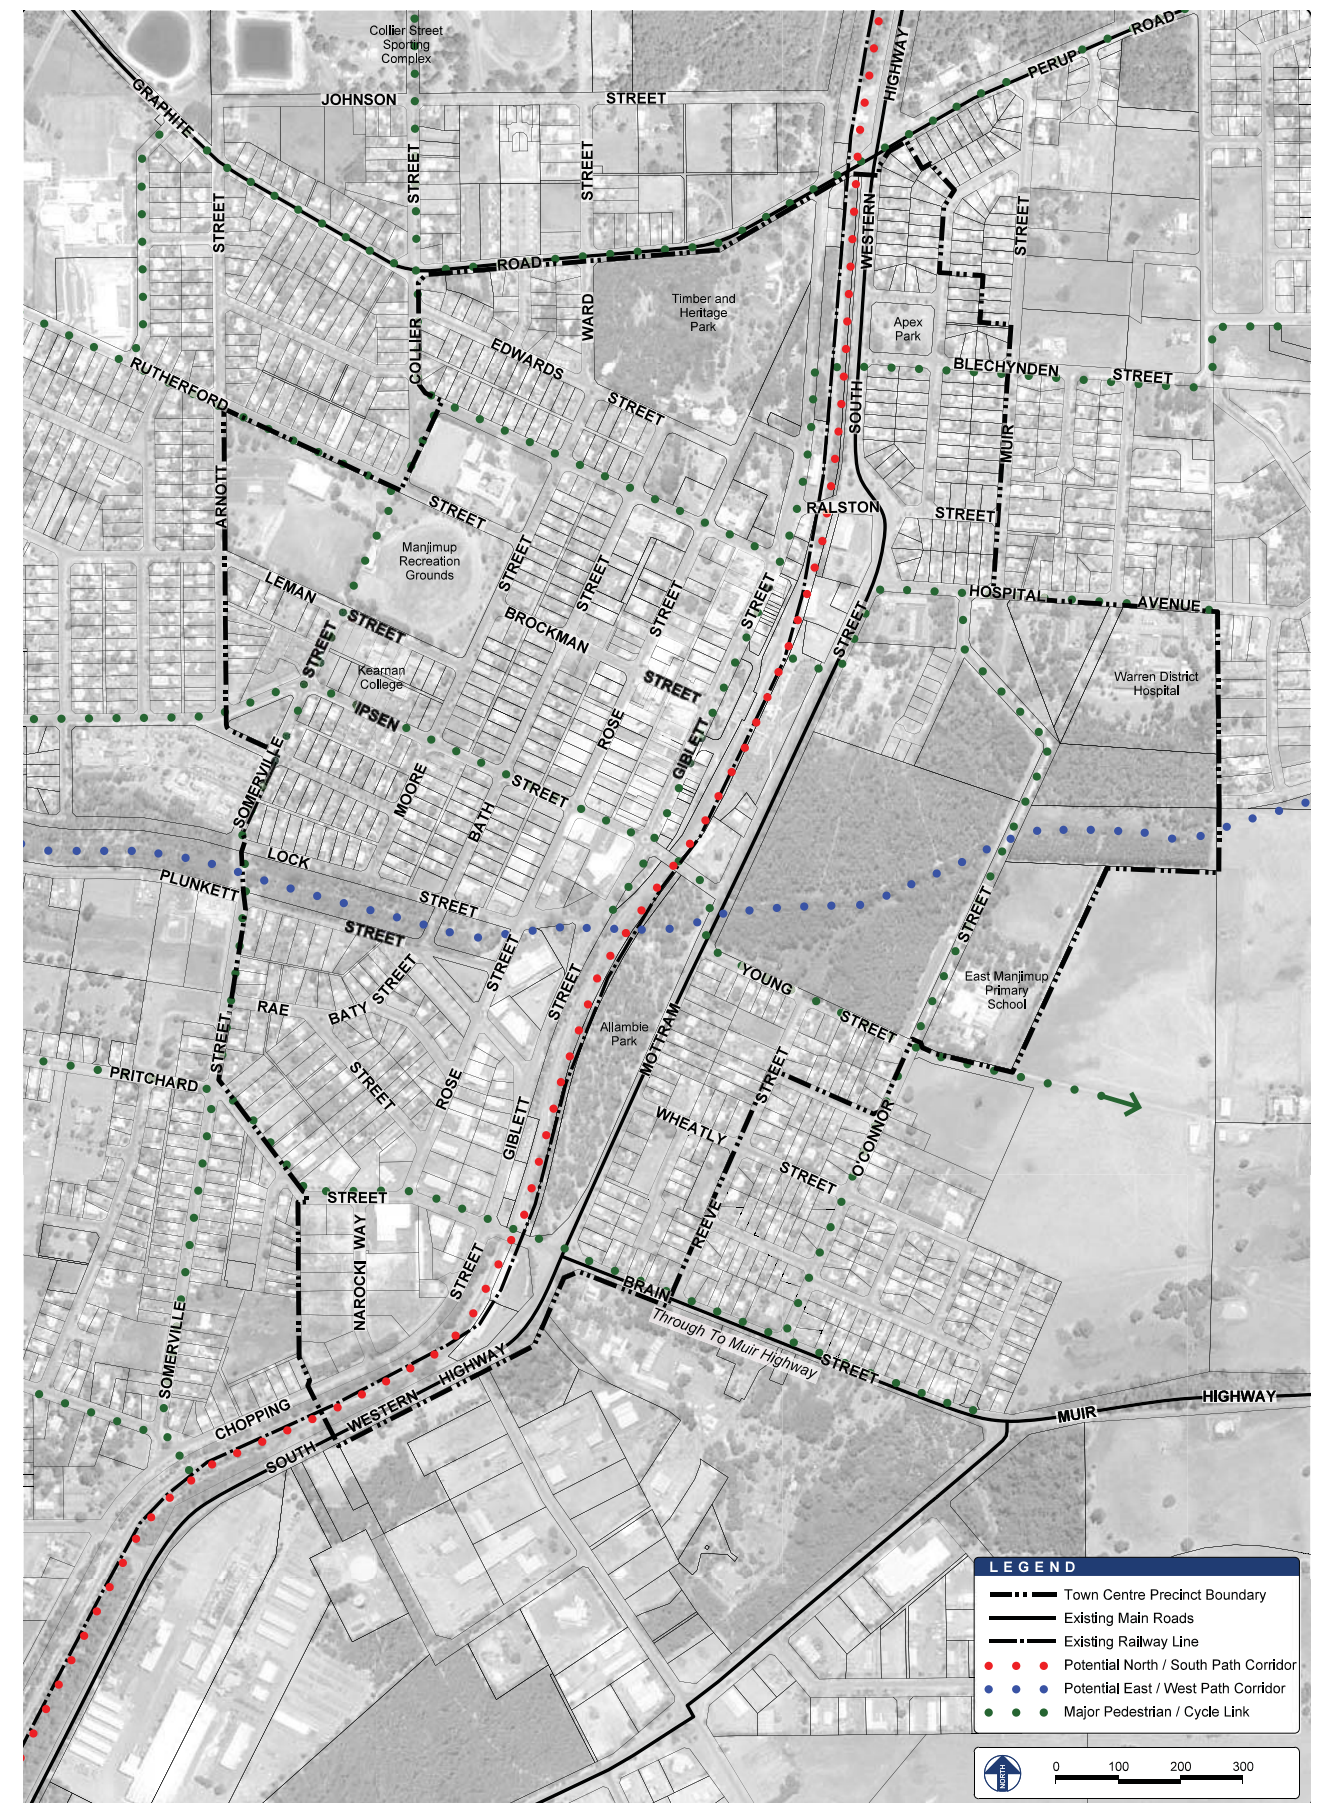 Collier Street
Sporting
Complex
ROAD
PERUP
HIGHWAY
GRAPHITE
JOHNSON
STREET
STREET
STREET
STREET
STREET
WESTERN
ROAD
Timber and
Heritage
Park
WARD
Apex
Park
COLLIER
EDWARDS
STREET
BLECHYNDEN
STREET
RUTHERFORD
SOUTH
MUIR
ARNOTT
STREET
RALSTON
STREET
Manjimup
Recreation
Grounds
STREET
STREET
STREET
STREET
LEMAN
STREET
BROCKMAN
STREET
HOSPITAL
AVENUE
STREET
STREET
Kearnan
College
Warren District
Hospital
IPSEN
STREET
ROSE
GIBLETT
SOMERVILLE
MOORE
BATH
LOCK
STREET
PLUNKETT
STREET
STREET
STREET
BATY STREET
STREET
RAE
STREET
East Manjimup
Primary
School
YOUNG
STREET
Allambie
Park
MOTTRAM
STREET
STREET
PRITCHARD
ROSE
GIBLETT
WHEATLY
STREET
O'CONNOR
REEVE
STREET
NAROCKI WAY
STREET
BRAIN
STREET
Through To Muir Highway
SOMERVILLE
CHOPPING
SOUTH
WESTERN
HIGHWAY
MUIR
HIGHWAY
LEGEND
Town Centre Precinct Boundary
Existing Main Roads
Existing Railway Line
Potential North / South Path Corridor
Potential East / West Path Corridor
Major Pedestrian / Cycle Link
NORTH
0 100 200 300